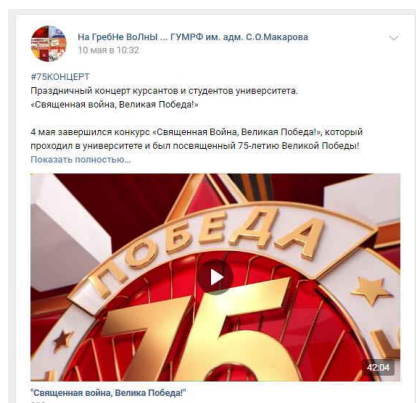 На ГребНе ВоЛнЫ ... ГУМРФ им. адм. С.О.Макарова
10 мая в 10:32
#75КОНЦЕРТ
Праздничный концерт курсантов и студентов университета.
«Священная война, Великая Победа!»
4 мая завершился конкурс «Священная Война, Великая Победа!», который
проходил в университете и был посвященный 75-летию Великой Победы!
Показать полностью...
ПОБЕДА
75
42:04
"Священная война, Велика Победа!"